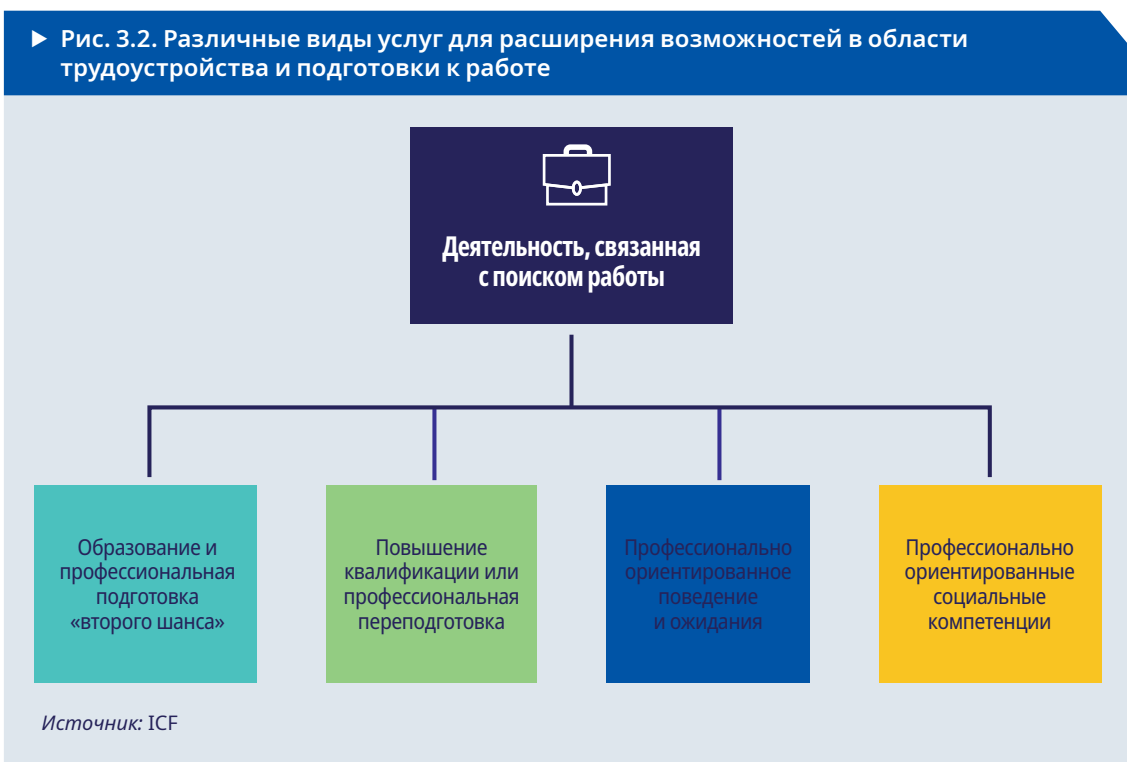 ▶ Рис. 3.2. Различные виды услуг для расширения возможностей в области
трудоустройства и подготовки к работе
Деятельность, связанная
с поиском работы
Образование и
профессиональная
подготовка
«второго шанса»
Повышение
квалификации или
профессиональная
переподготовка
Профессионально
ориентированное
поведение
и ожидания
Профессионально
ориентированные
социальные
компетенции
Источник: ICF